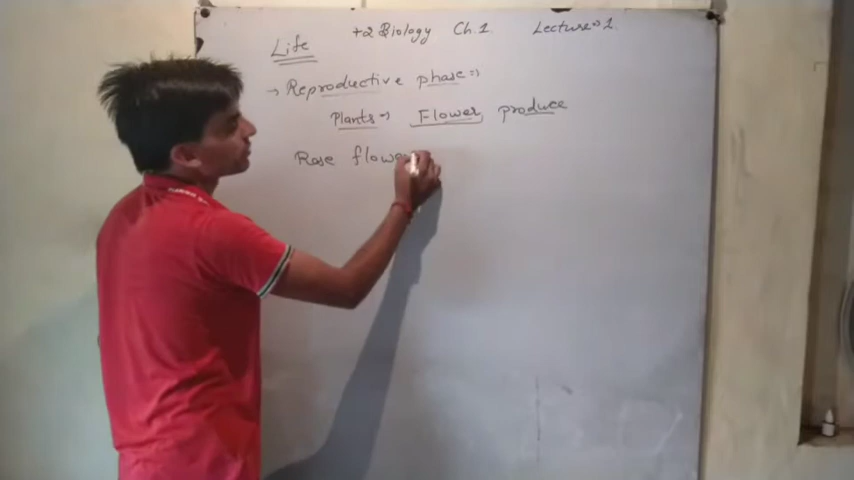 +2 Biology Ch.1 Lecture:1
Life
→ Reproductive phase :-
Plants :- Flower produce
Rose flower